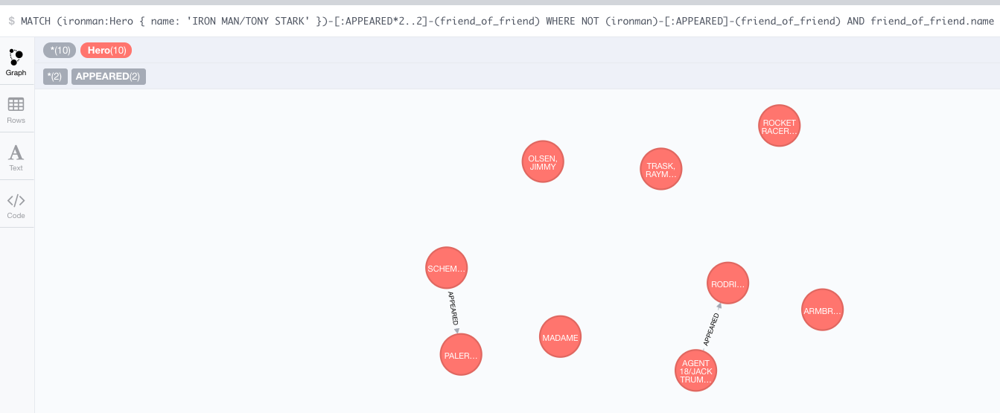 $ MATCH (ironman:Hero { name: 'IRON MAN/TONY STARK' })-[:APPEARED*2..2]-(friend_of_friend) WHERE NOT (ironman)-[:APPEARED]-(friend_of_friend) AND friend_of_friend.name
*(10) Hero(10)
Graph
*(2) APPEARED(2)
Rows
Text
Code
ROCKET
RACER...
OLSEN,
JIMMY
TRASK,
RAYM...
SCHEM...
APPEARED
PALER...
MADAME
RODRI...
APPEARED
AGENT
18/JACK
TRUM...
ARMBR...